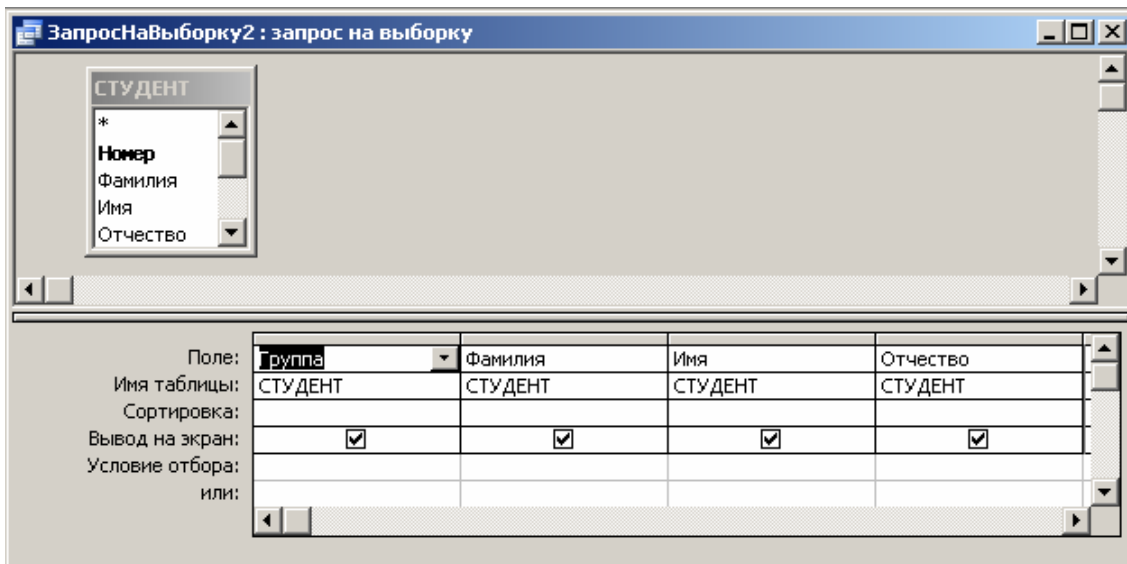 ЗапросНаВыборку2 : запрос на выборку
СТУДЕНТ
*
Номер
Фамилия
Имя
Отчество
Поле: Группа Фамилия Имя Отчество
Имя таблицы: СТУДЕНТ СТУДЕНТ СТУДЕНТ СТУДЕНТ
Сортировка:
Вывод на экран:
Условие отбора:
или: